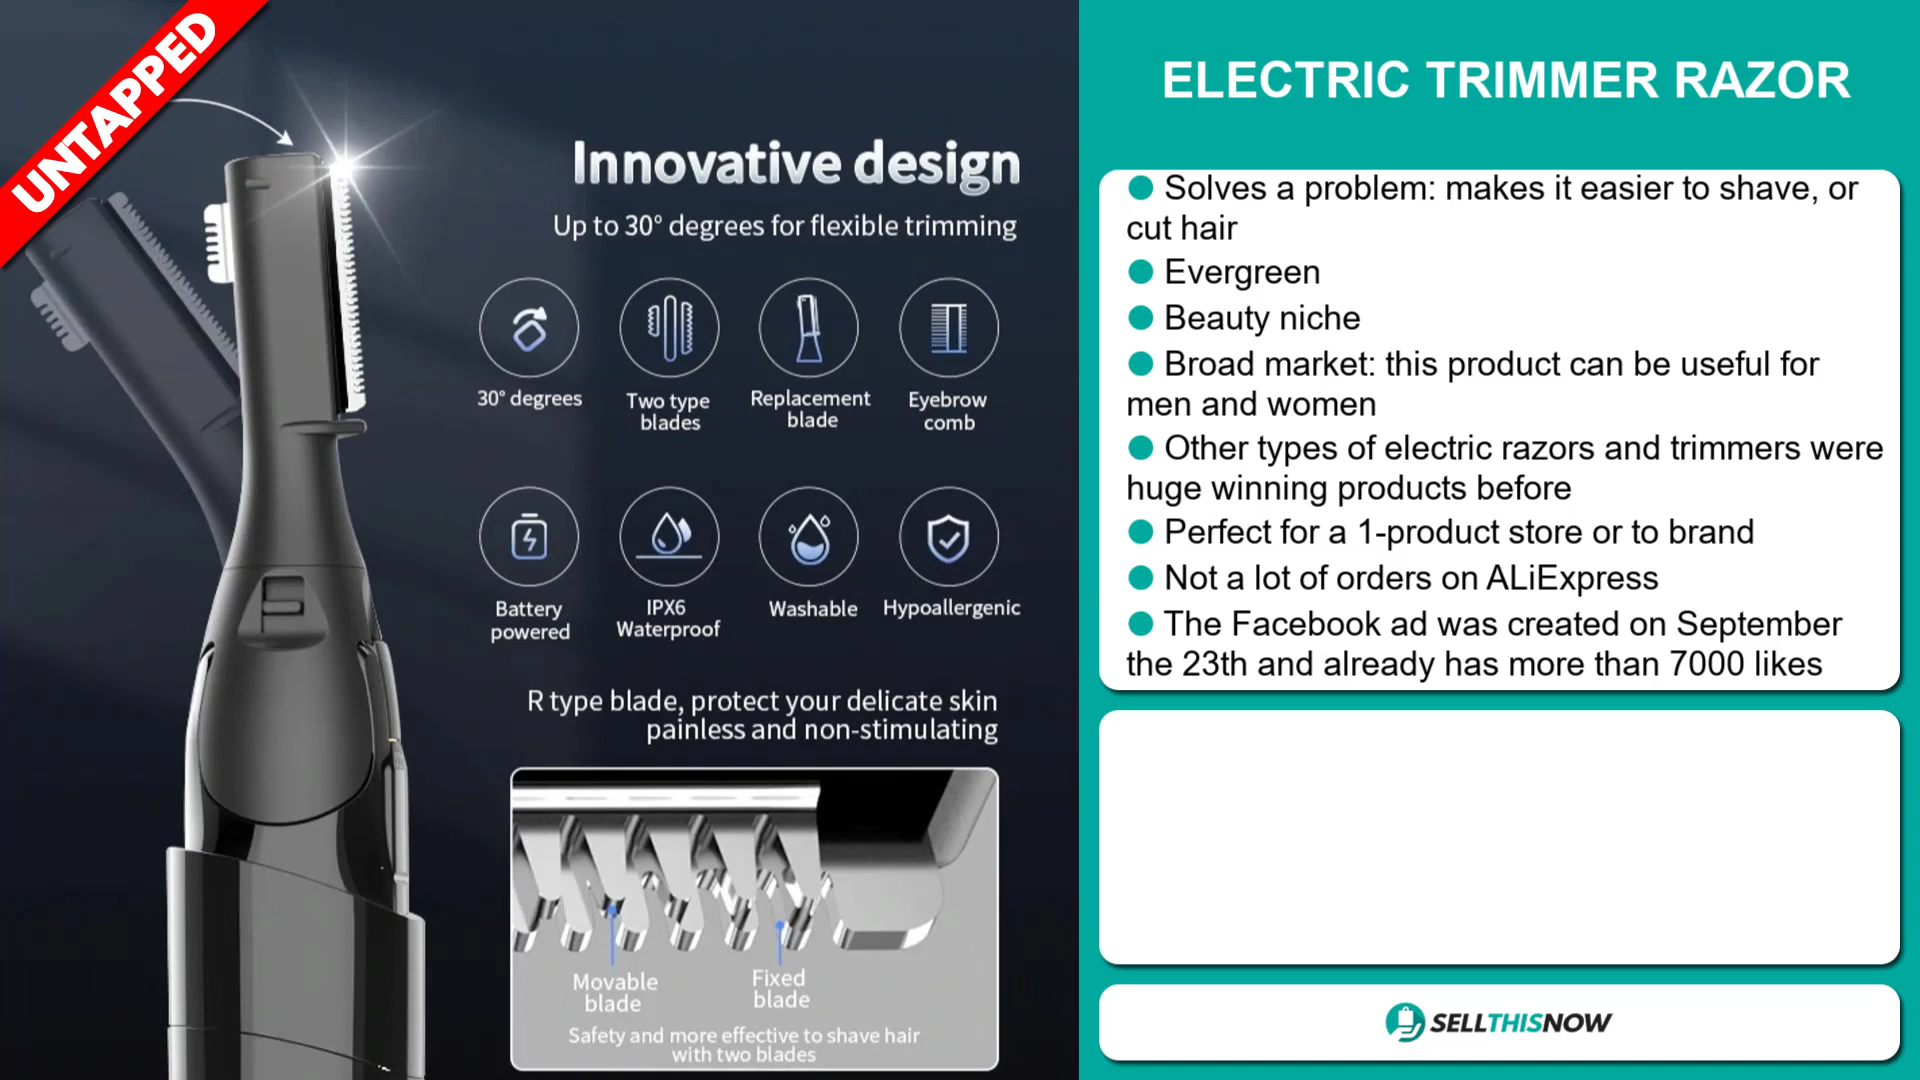 UNTAPPED
Innovative design
Up to 30° degrees for flexible trimming
30° degrees
Two type
blades
Replacement
blade
Eyebrow
comb
Battery
powered
IPX6
Waterproof
Washable
Hypoallergenic
R type blade, protect your delicate skin
painless and non-stimulating
Movable
blade
Fixed
blade
Safety and more effective to shave hair
with two blades
ELECTRIC TRIMMER RAZOR
● Solves a problem: makes it easier to shave, or
cut hair
● Evergreen
● Beauty niche
● Broad market: this product can be useful for
men and women
● Other types of electric razors and trimmers were
huge winning products before
● Perfect for a 1-product store or to brand
● Not a lot of orders on ALiExpress
● The Facebook ad was created on September
the 23th and already has more than 7000 likes
SELLTHISNOW